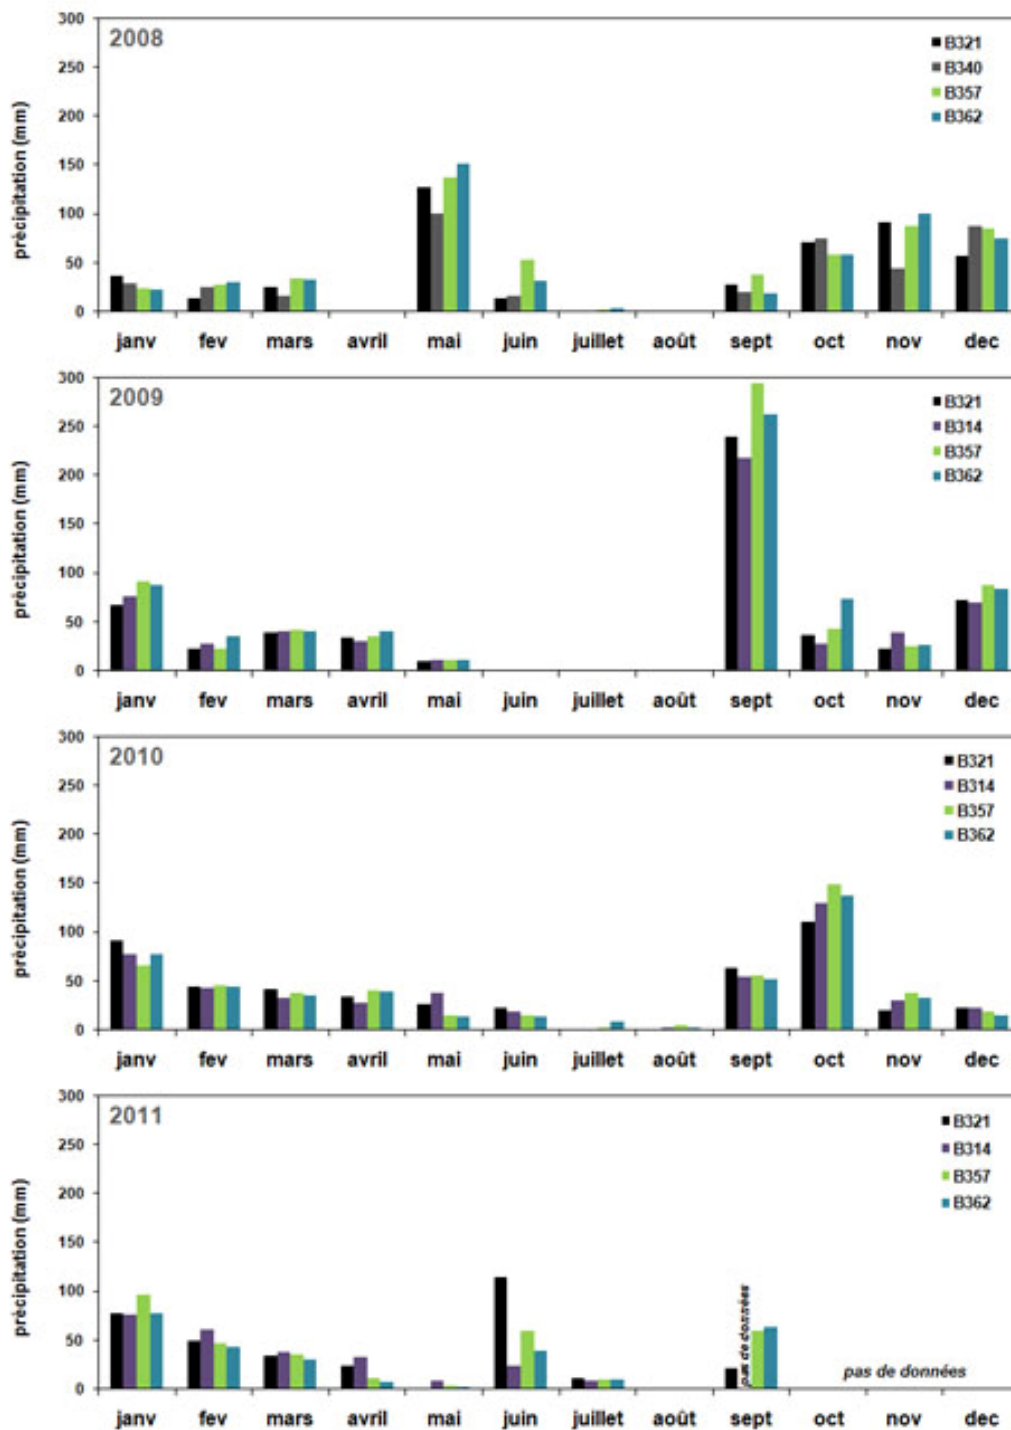 300
2008
B321
250
B340
200
B357
B362
150
100
50
0
précipitation (mm)
janv fev mars avril mai juin juillet août sept oct nov dec
300
2009
B321
250
B314
200
B357
B362
150
100
50
0
précipitation (mm)
janv fev mars avril mai juin juillet août sept oct nov dec
300
2010
B321
250
B314
200
B357
B362
150
100
50
0
précipitation (mm)
janv fev mars avril mai juin juillet août sept oct nov dec
300
2011
B321
250
B314
200
B357
B362
150
100
50
0
précipitation (mm)
pas de données
pas de données
janv fev mars avril mai juin juillet août sept oct nov dec